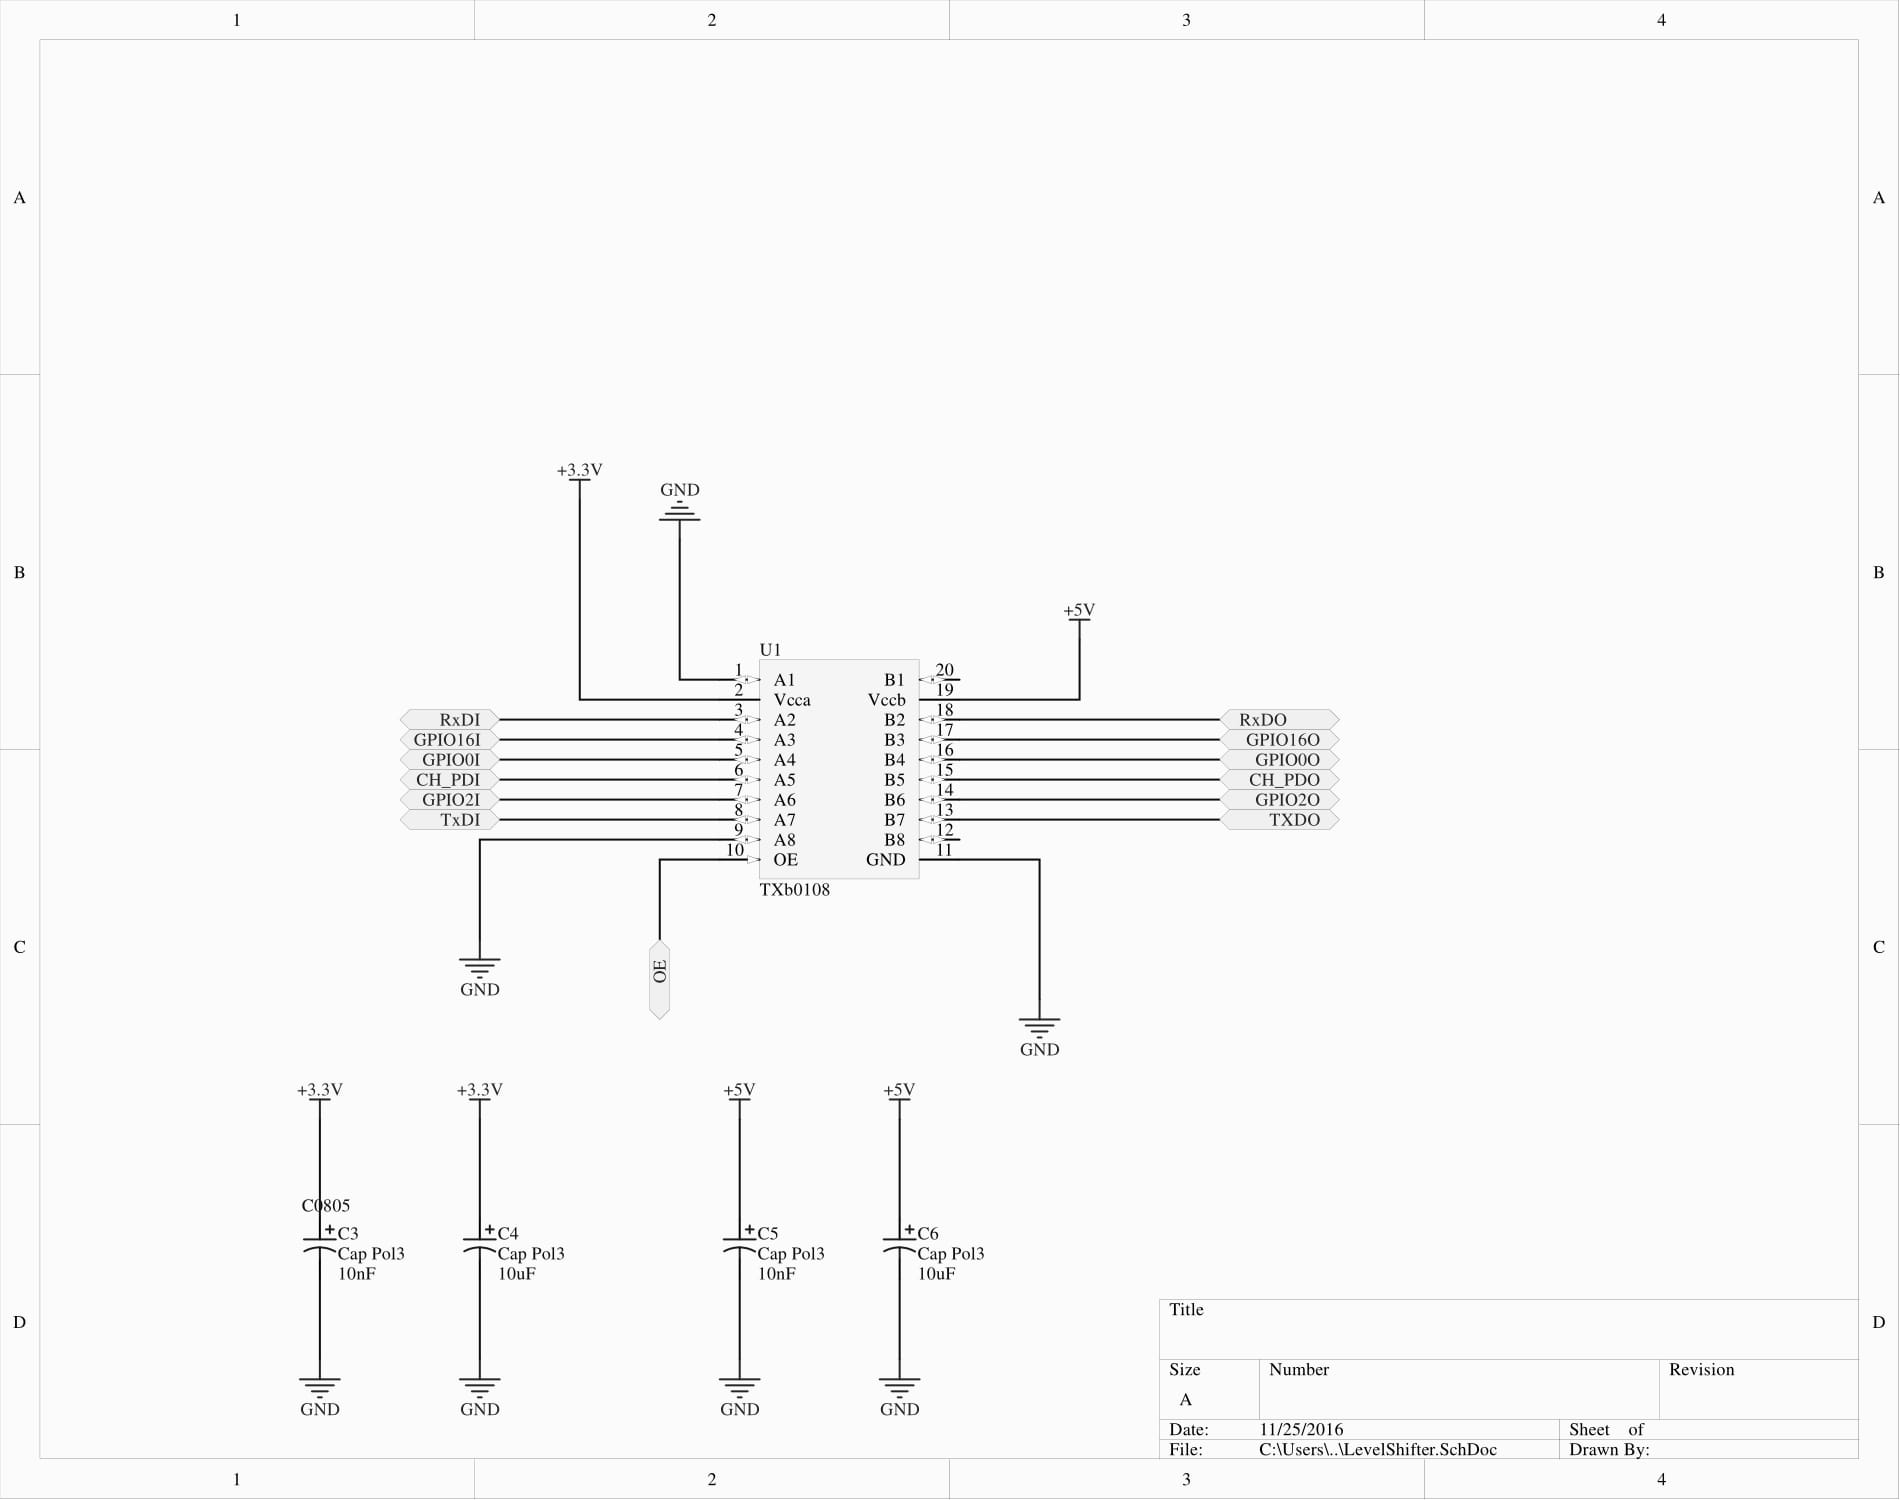 1 2 3 4
A A
+3.3V
GND
B B
+5V
U1
1 A1 B1 20
2 Vcca Vccb 19
RxDI 3 A2 B2 18 RxDO
GPIO16I 4 A3 B3 17 GPIO16O
GPIO0I 5 A4 B4 16 GPIO0O
CH_PDI 6 A5 B5 15 CH_PDO
GPIO2I 7 A6 B6 14 GPIO2O
TxDI 8 A7 B7 13 TXDO
9 A8 B8 12
10 OE GND 11
TXb0108
C C
OE
GND
GND
+3.3V +3.3V +5V +5V
C0805
+ C3 + C4 + C5 + C6
Cap Pol3 Cap Pol3 Cap Pol3 Cap Pol3
10nF 10uF 10nF 10uF
GND GND GND GND
D D
Title
Size Number Revision
A
Date: 11/25/2016 Sheet of
File: C:\Users\..\LevelShifter.SchDoc Drawn By:
1 2 3 4